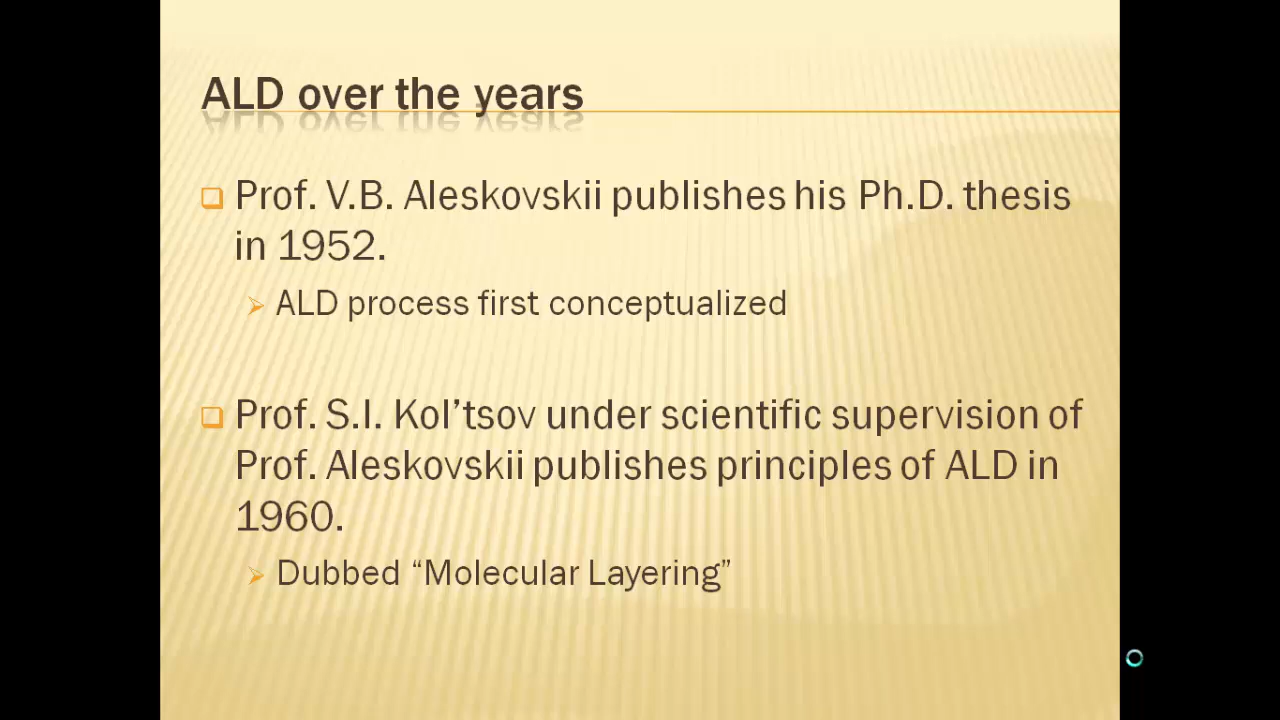 ALD over the years
Prof. V.B. Aleskovskii publishes his Ph.D. thesis
in 1952.
ALD process first conceptualized
Prof. S.I. Kol’tsov under scientific supervision of
Prof. Aleskovskii publishes principles of ALD in
1960.
Dubbed “Molecular Layering”